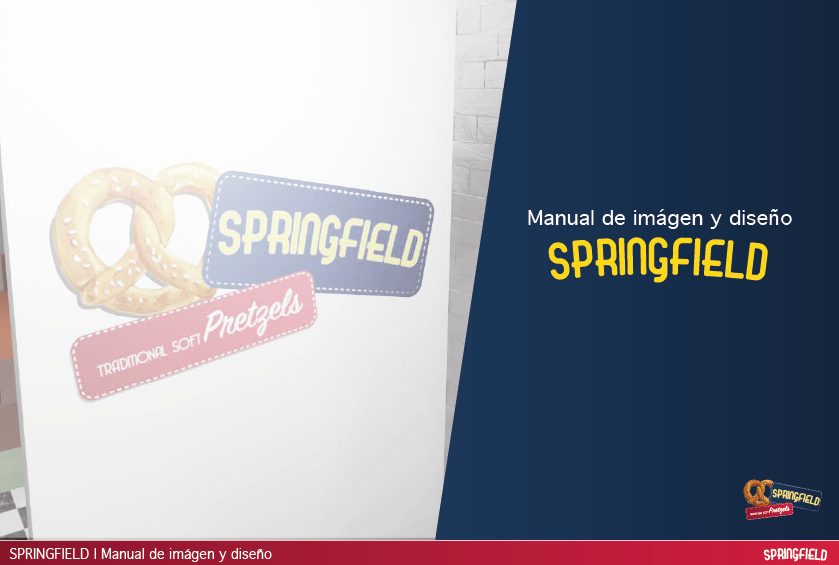 SPRINGFIELD
TRADITIONAL SOFT Pretzels
Manual de imágen y diseño
SPRINGFIELD
SPRINGFIELD
TRADITIONAL SOFT Pretzels
SPRINGFIELD | Manual de imágen y diseño
SPRINGFIELD